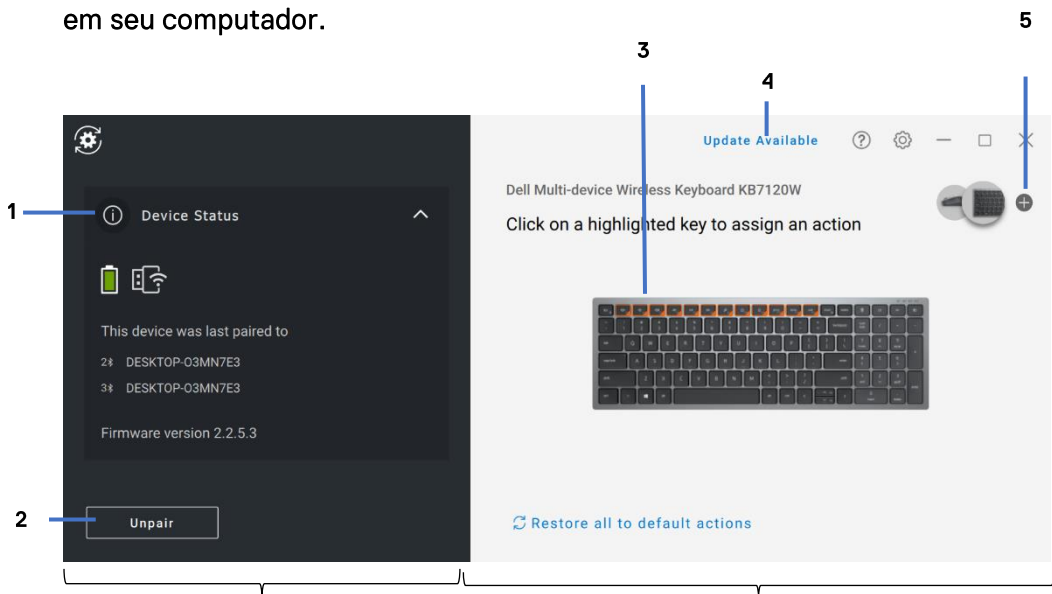 em seu computador.
5
3
4
Update Available
Dell Multi-device Wireless Keyboard KB7120W
1
Device Status
Click on a highlighted key to assign an action
This device was last paired to
2 DESKTOP-O3MN7E3
3 DESKTOP-O3MN7E3
Firmware version 2.2.5.3
2
Unpair
Restore all to default actions